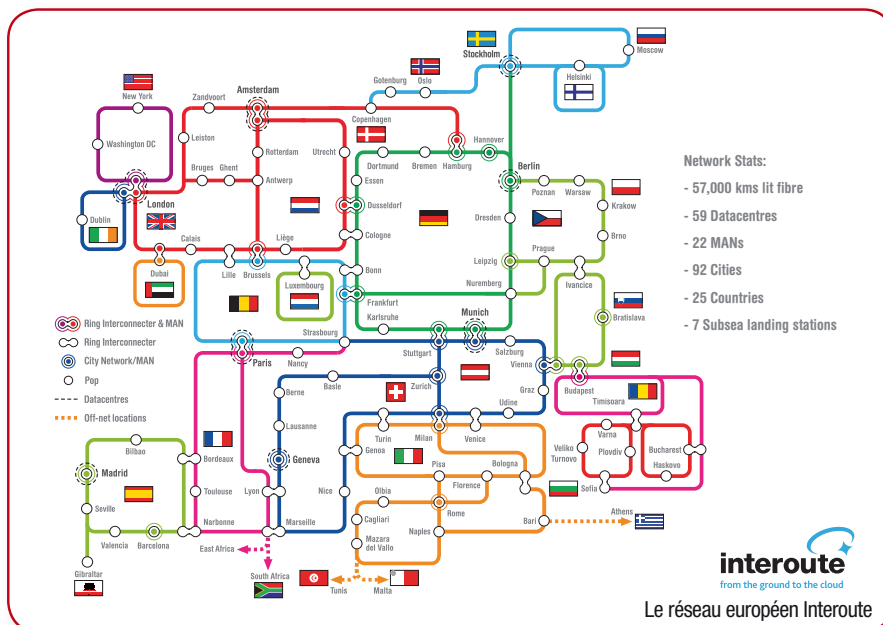 Stockholm
Moscow
Helsinki
Gotenburg
Oslo
New York
Zandvoort
Amsterdam
Copenhagen
Washington DC
Leiston
Rotterdam
Utrecht
Dortmund
Bremen
Hamburg
Hannover
Bruges
Ghent
Antwerp
Essen
Berlin
Poznan
Warsaw
London
Dusseldorf
Krakow
Dublin
Dresden
Cologne
Brno
Calais
Liège
Prague
Leipzig
Dubai
Lille
Brussels
Luxembourg
Bonn
Nuremberg
Ivancice
Frankfurt
Karlsruhe
Bratislava
Strasbourg
Munich
Stuttgart
Salzburg
Vienna
Paris
Nancy
Basle
Zurich
Graz
Budapest
Timisoara
Berne
Udine
Lausanne
Turin
Milan
Venice
Varna
Bilbao
Bordeaux
Geneva
Genoa
Veliko
Turnovo
Plovdiv
Bucharest
Haskovo
Madrid
Pisa
Bologna
Florence
Sofia
Toulouse
Lyon
Nice
Olbia
Rome
Seville
Cagliari
Bari
Athens
Valencia
Barcelona
Narbonne
Marseille
Mazara
del Vallo
Naples
East Africa
Gibraltar
South Africa
Tunis
Malta
Ring Interconnecter & MAN
Ring Interconnecter
City Network/MAN
Pop
Datacentres
Off-net locations
Network Stats:
- 57,000 kms lit fibre
- 59 Datacentres
- 22 MANs
- 92 Cities
- 25 Countries
- 7 Subsea landing stations
interoute
from the ground to the cloud
Le réseau européen Interoute